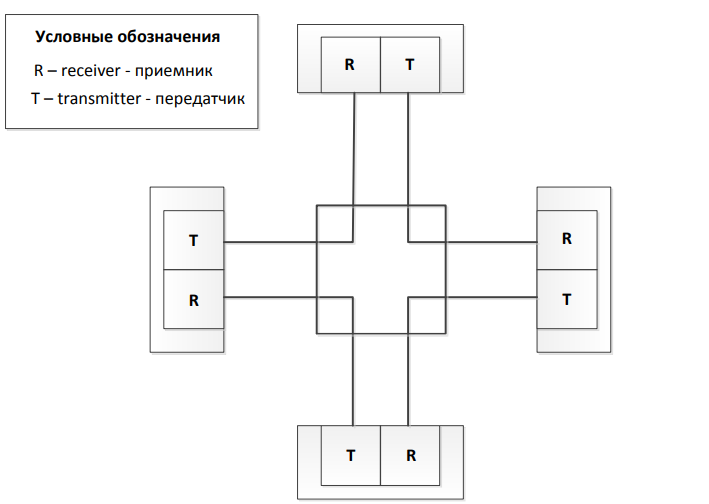 Условные обозначения
R – receiver - приемник
T – transmitter - передатчик
R T
T
R
R
T
T R